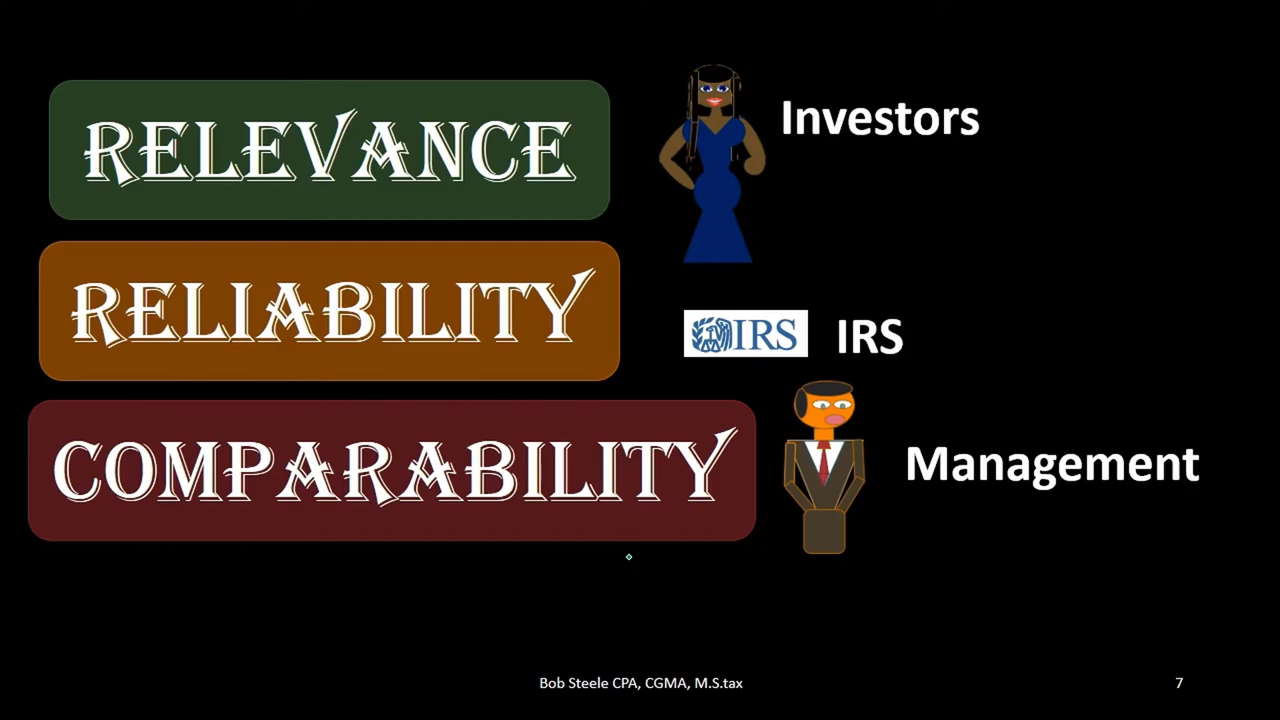 RELEVANCE
Investors
RELIABILITY
IRS IRS
COMPARABILITY
Management
Bob Steele CPA, CGMA, M.S.tax 7